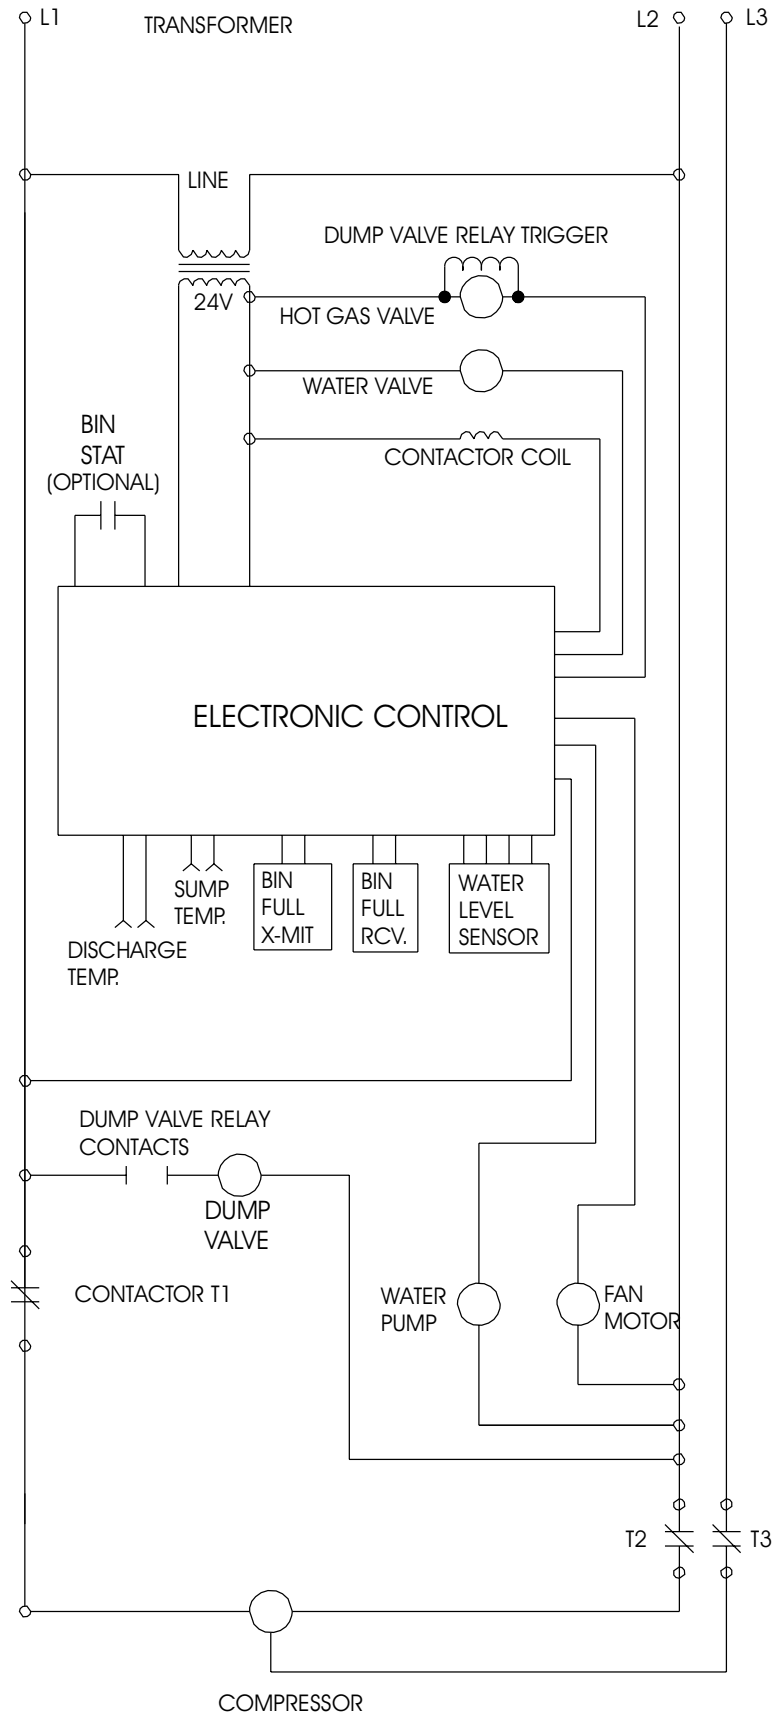 L1
TRANSFORMER
L2
L3
LINE
DUMP VALVE RELAY TRIGGER
24V
HOT GAS VALVE
WATER VALVE
BIN
STAT
(OPTIONAL)
CONTACTOR COIL
ELECTRONIC CONTROL
DISCHARGE
TEMP.
SUMP
TEMP.
BIN
FULL
X-MIT
BIN
FULL
RCV.
WATER
LEVEL
SENSOR
DUMP VALVE RELAY
CONTACTS
DUMP
VALVE
CONTACTOR T1
WATER
PUMP
FAN
MOTOR
T2
T3
COMPRESSOR